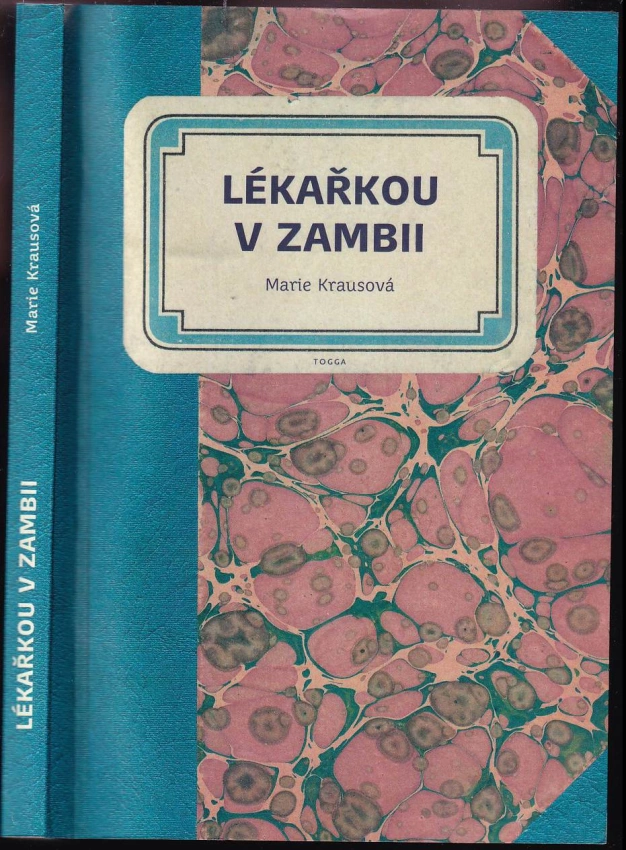 LÉKAŘKOU
V ZAMBII
Marie Krausová
TOGGA
LÉKAŘKOU V ZAMBII
Marie Krausová